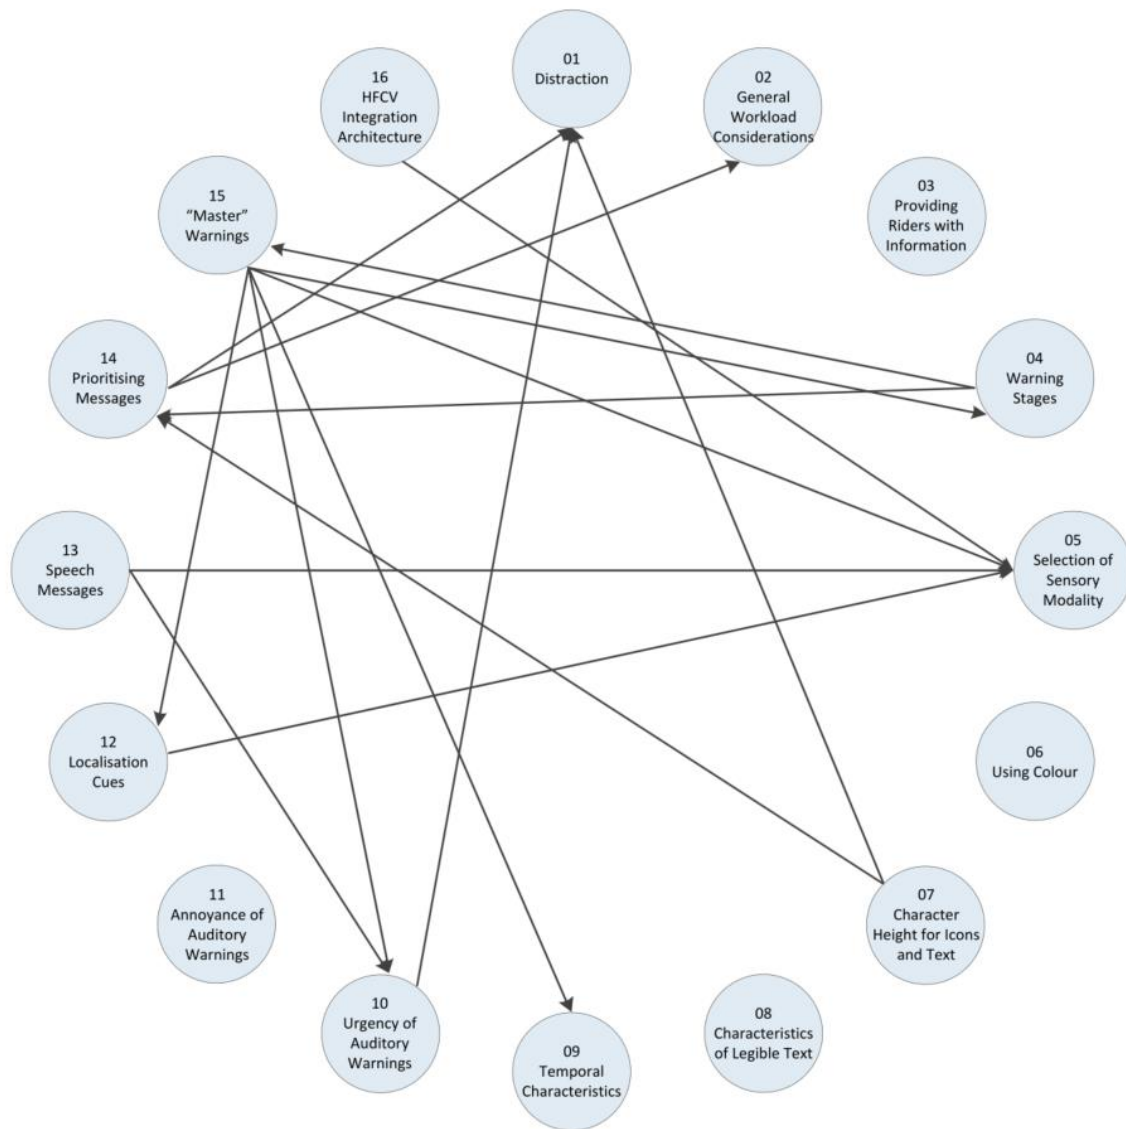 01
Distraction
02
General
Workload
Considerations
03
Providing
Riders with
Information
04
Warning
Stages
05
Selection of
Sensory
Modality
06
Using Colour
07
Character
Height for Icons
and Text
08
Characteristics
of Legible Text
09
Temporal
Characteristics
10
Urgency of
Auditory
Warnings
11
Annoyance of
Auditory
Warnings
12
Localisation
Cues
13
Speech
Messages
14
Prioritising
Messages
15
“Master”
Warnings
16
HFCV
Integration
Architecture